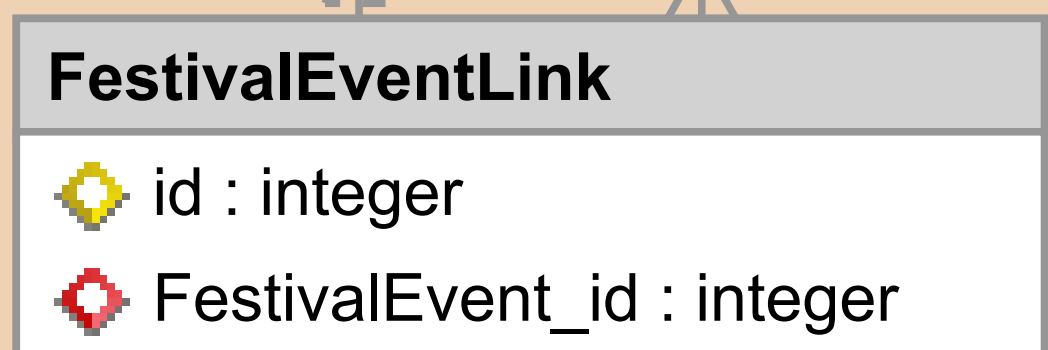 FestivalEventLink
id : integer
FestivalEvent_id : integer